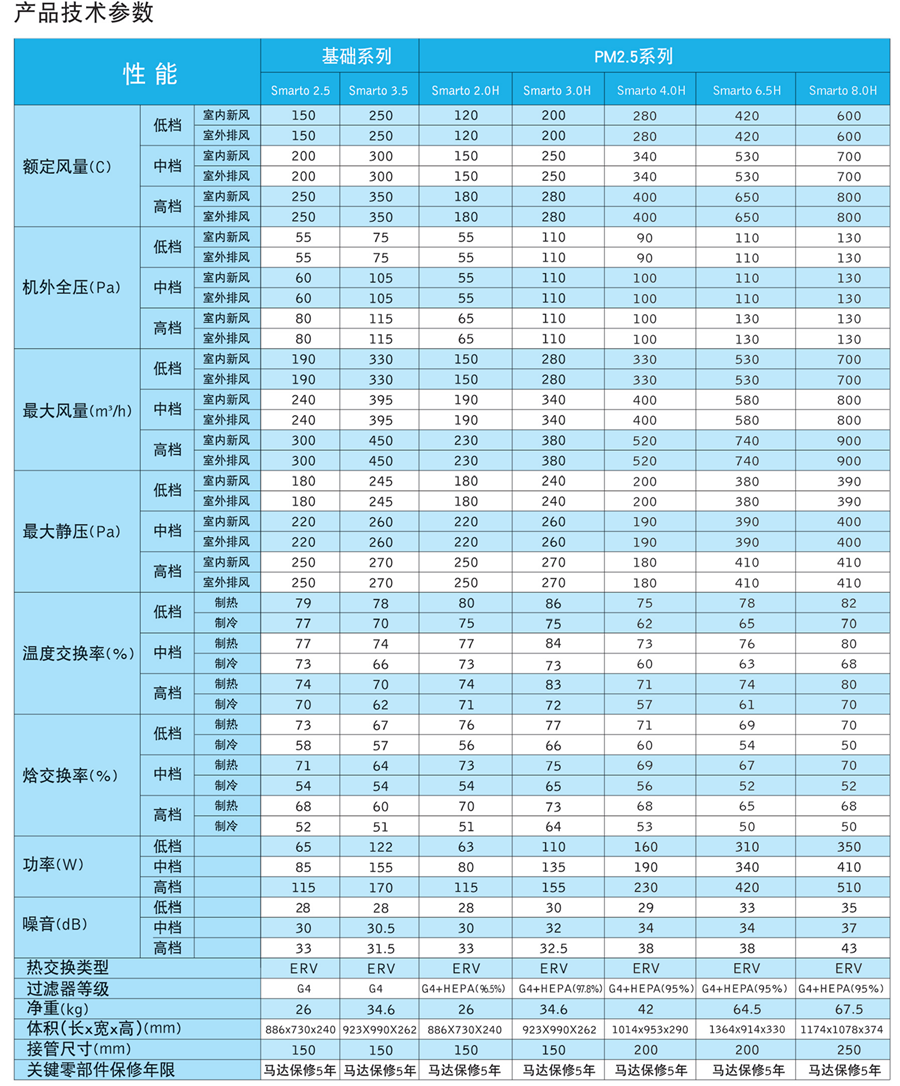 产品技术参数
性 能 基础系列 PM2.5系列
Smarto 2.5 Smarto 3.5 Smarto 2.0H Smarto 3.0H Smarto 4.0H Smarto 6.5H Smarto 8.0H
额定风量(C) 低档 室内新风 150 250 120 200 280 420 600
室外排风 150 250 120 200 280 420 600
中档 室内新风 200 300 150 250 340 530 700
室外排风 200 300 150 250 340 530 700
高档 室内新风 250 350 180 280 400 650 800
室外排风 250 350 180 280 400 650 800
机外全压(Pa) 低档 室内新风 55 75 55 110 90 110 130
室外排风 55 75 55 110 90 110 130
中档 室内新风 60 105 55 110 100 110 130
室外排风 60 105 55 110 100 110 130
高档 室内新风 80 115 65 110 100 130 130
室外排风 80 115 65 110 100 130 130
最大风量(m³/h) 低档 室内新风 190 330 150 280 330 530 700
室外排风 190 330 150 280 330 530 700
中档 室内新风 240 395 190 340 400 580 800
室外排风 240 395 190 340 400 580 800
高档 室内新风 300 450 230 380 520 740 900
室外排风 300 450 230 380 520 740 900
最大静压(Pa) 低档 室内新风 180 245 180 240 200 380 390
室外排风 180 245 180 240 200 380 390
中档 室内新风 220 260 220 260 190 390 400
室外排风 220 260 220 260 190 390 400
高档 室内新风 250 270 250 270 180 410 410
室外排风 250 270 250 270 180 410 410
温度交换率(%) 低档 制热 79 78 80 86 75 78 82
制冷 77 70 75 75 62 65 70
中档 制热 77 74 77 84 73 76 80
制冷 73 66 73 73 60 63 68
高档 制热 74 70 74 83 71 74 80
制冷 70 62 71 72 57 61 70
焓交换率(%) 低档 制热 73 67 76 77 71 69 70
制冷 58 57 56 66 60 54 50
中档 制热 71 64 73 75 69 67 70
制冷 54 54 54 65 56 52 52
高档 制热 68 60 70 73 68 65 68
制冷 52 51 51 64 53 50 50
功率(W) 低档 65 122 63 110 160 310 350
中档 85 155 80 135 190 340 410
高档 115 170 115 155 230 420 510
噪音(dB) 低档 28 28 28 30 29 33 35
中档 30 30.5 30 32 34 34 37
高档 33 31.5 33 32.5 38 38 43
热交换类型 ERV ERV ERV ERV ERV ERV ERV
过滤器等级 G4 G4 G4+HEPA(96.5%) G4+HEPA(97.8%) G4+HEPA(95%) G4+HEPA(95%) G4+HEPA(95%)
净重(kg) 26 34.6 26 34.6 42 64.5 67.5
体积(长x宽x高)(mm) 886x730x240 923X990X262 886X730X240 923X990X262 1014x953x290 1364x914x330 1174x1078x374
接管尺寸(mm) 150 150 150 150 200 200 250
关键零部件保修年限 马达保修5年 马达保修5年 马达保修5年 马达保修5年 马达保修5年 马达保修5年 马达保修5年